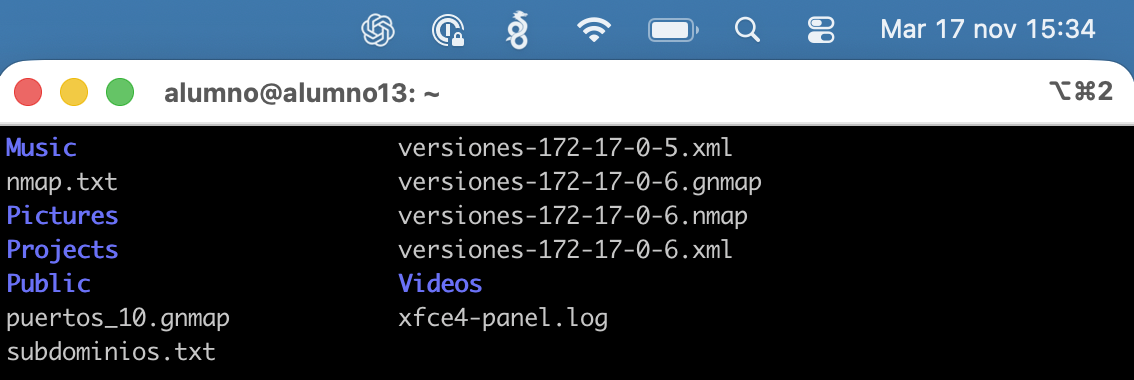 Mar 17 nov 15:34
alumno@alumno13: ~ ⌥⌘2
Music versiones-172-17-0-5.xml
nmap.txt versiones-172-17-0-6.gnmap
Pictures versiones-172-17-0-6.nmap
Projects versiones-172-17-0-6.xml
Public Videos
puertos_10.gnmap xfce4-panel.log
subdominios.txt